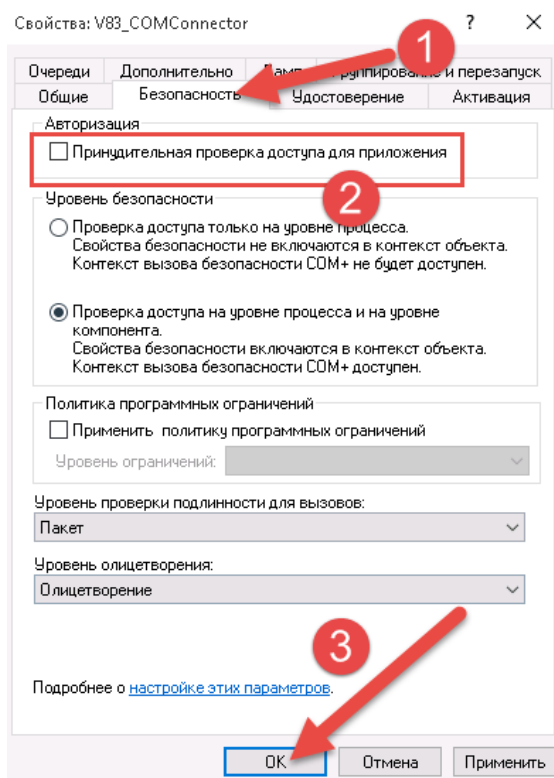 Свойства: V83_COMConnector ? ×
1
Очереди Дополнительно и перезапуск
Общие Безопасность Удостоверение Активация
Авторизация
Принудительная проверка доступа для приложения
2
Уровень безопасности
Проверка доступа только на уровне процесса.
Свойства безопасности не включаются в контекст объекта.
Контекст вызова безопасности COM+ не будет доступен.
Проверка доступа на уровне процесса и на уровне
компонента.
Свойства безопасности включаются в контекст объекта.
Контекст вызова безопасности COM+ доступен.
Политика программных ограничений
Применить политику программных ограничений
Уровень ограничений:
Уровень проверки подлинности для вызовов:
Пакет
Уровень олицетворения:
Олицетворение
3
Подробнее о настройке этих параметров.
OK Отмена Применить